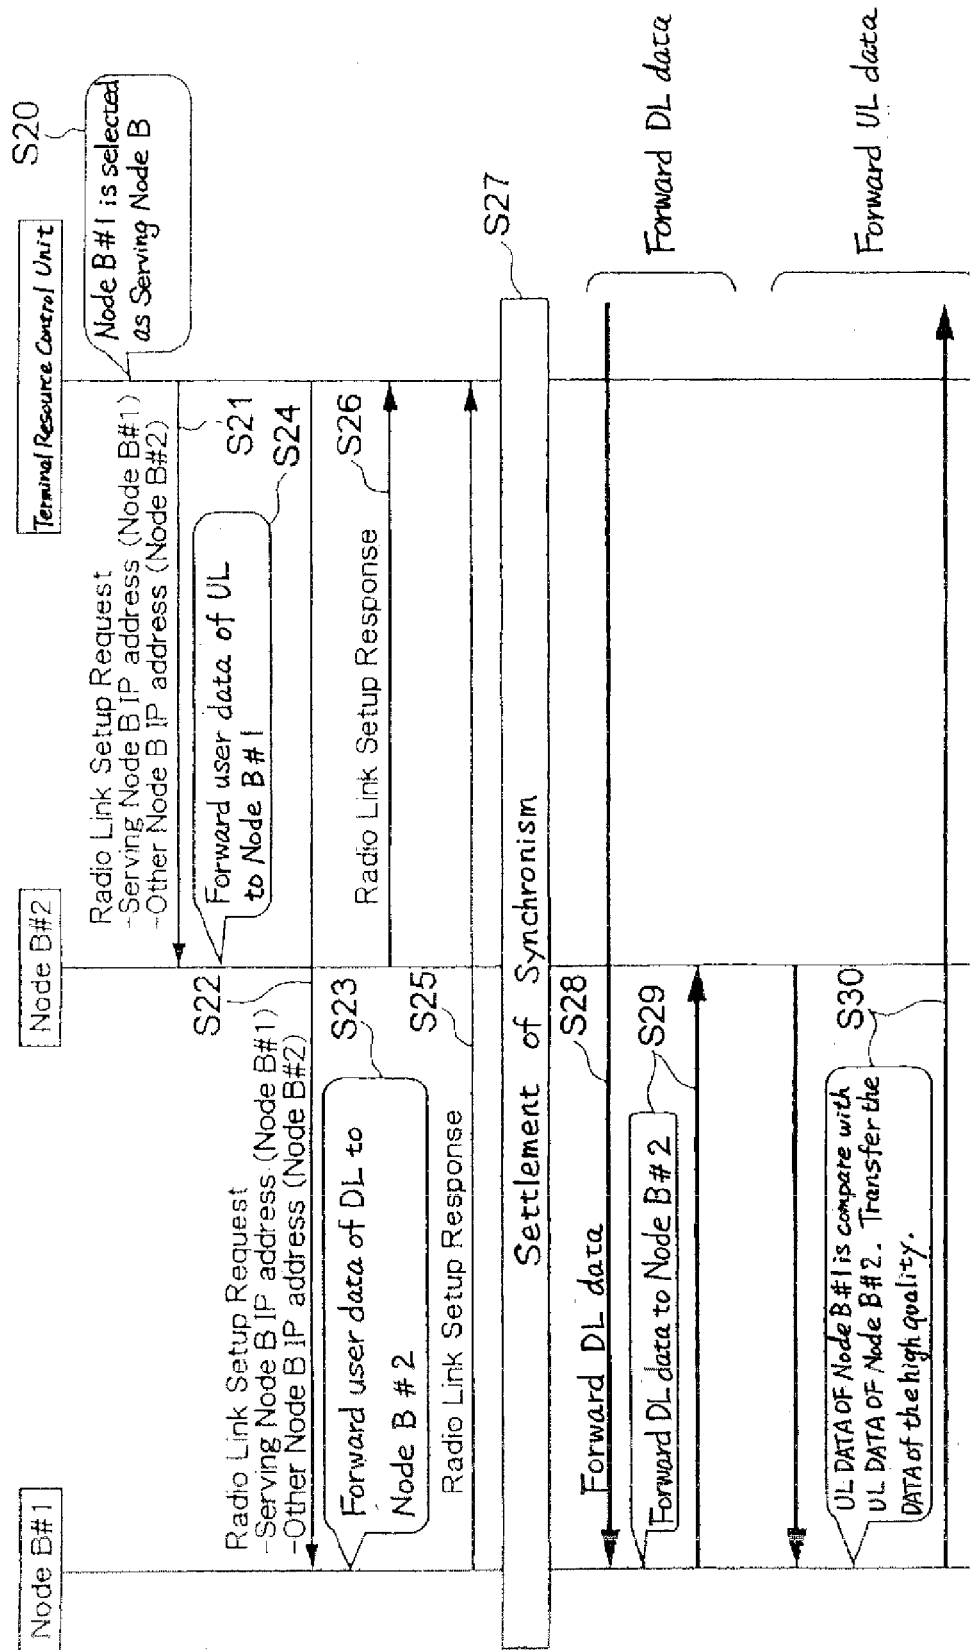 Node B#1
Node B#2
Terminal Resource Control Unit
S20
Node B#1 is selected
as Serving Node B
Radio Link Setup Request
-Serving Node B IP address (Node B#1)
-Other Node B IP address (Node B#2)
S21
Forward user data of UL
to Node B#1
S24
S22
Radio Link Setup Request
-Serving Node B IP address (Node B#1)
-Other Node B IP address (Node B#2)
S23
Forward user data of DL to
Node B #2
Radio Link Setup Response
S26
S25
Radio Link Setup Response
Settlement of Synchronism
S27
Forward DL data
S28
Forward DL data to Node B#2
S29
Forward DL data
UL DATA OF Node B#1 is compare with
UL DATA OF Node B#2. Transfer the
DATA of the high quality.
S30
Forward UL data